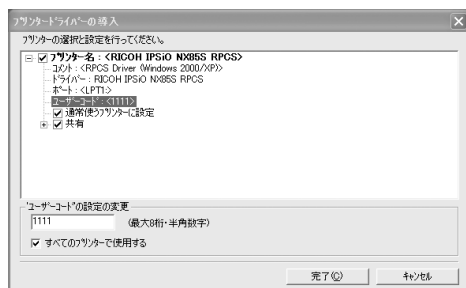 プリンタードライバーの導入
プリンターの選択と設定を行ってください。
プリンター名 : <RICOH IPSiO NX85S RPCS>
コメント : <RPCS Driver (Windows 2000/XP)>
ドライバー : RICOH IPSiO NX85S RPCS
ポート : <LPT1:>
ユーザーコード : <1111>
通常使うプリンターに設定
共有
"ユーザーコード"の設定の変更
1111 (最大8桁・半角数字)
すべてのプリンターで使用する
完了(C) キャンセル